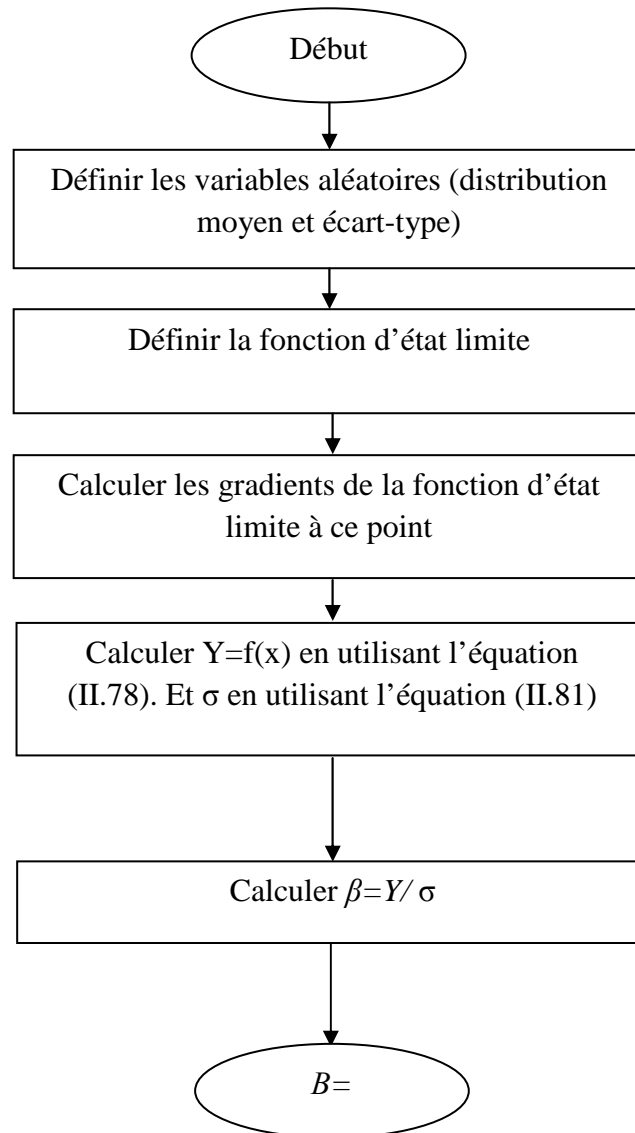 Début
Définir les variables aléatoires (distribution
moyen et écart-type)
Définir la fonction d’état limite
Calculer les gradients de la fonction d’état
limite à ce point
Calculer Y=f(x) en utilisant l’équation
(II.78). Et σ en utilisant l’équation (II.81)
Calculer β=Y/ σ
B=